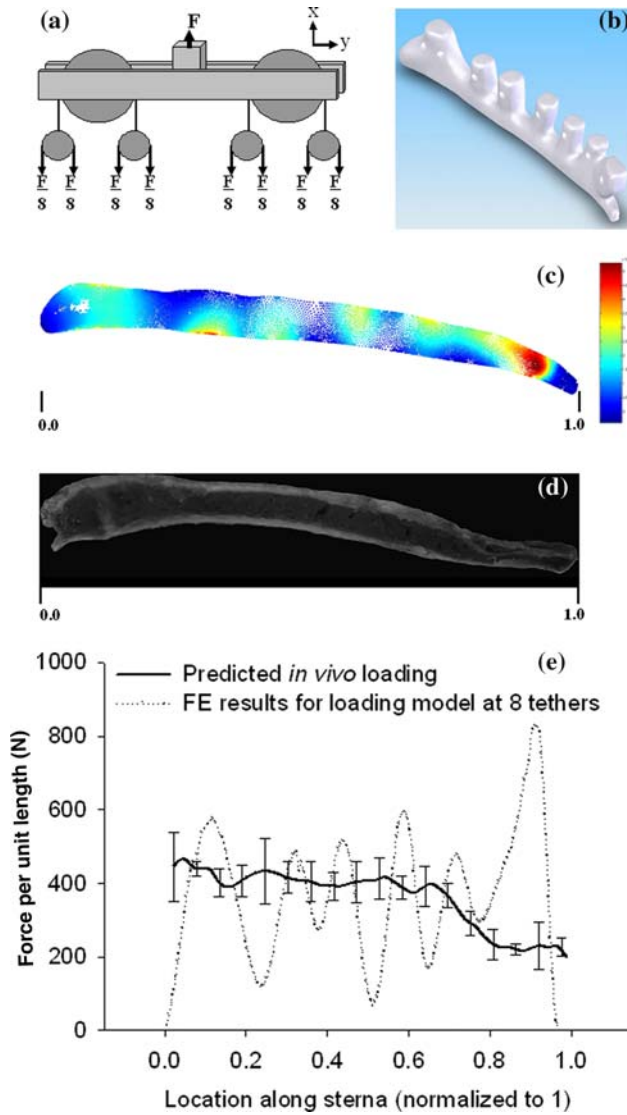 (a)
F
x
y
F F F F F F F F
8 8 8 8 8 8 8 8
(b)
(c)
0.0 1.0
(d)
0.0 1.0
(e)
Predicted in vivo loading
FE results for loading model at 8 tethers
Force per unit length (N)
1000
800
600
400
200
0
0.0 0.2 0.4 0.6 0.8 1.0
Location along sterna (normalized to 1)